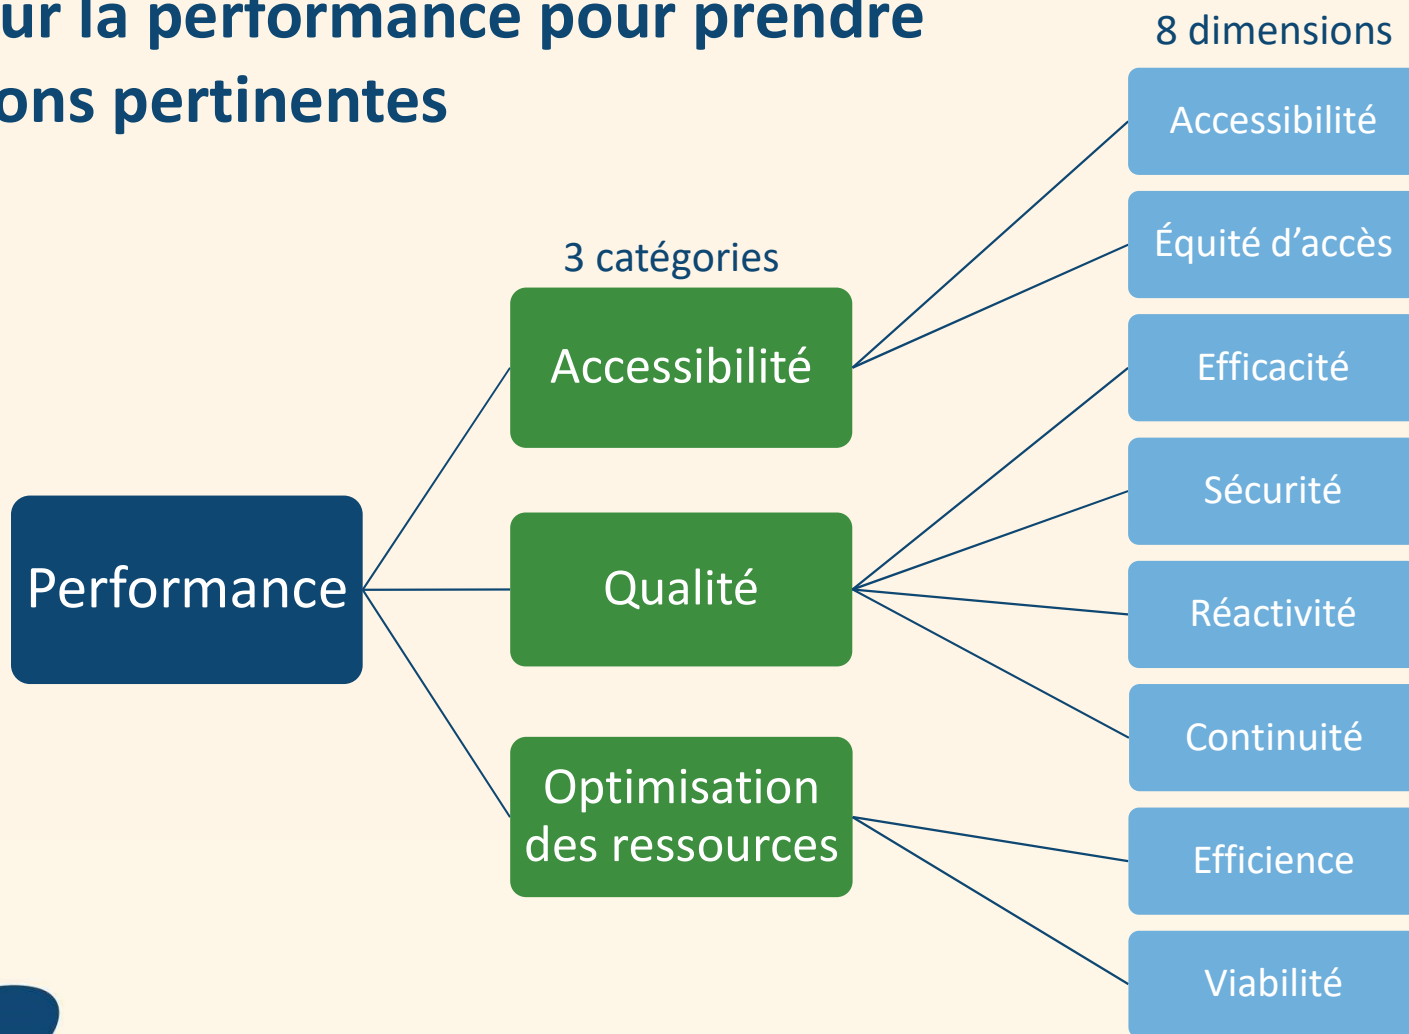 ur la performance pour prendre
ons pertinentes
8 dimensions
Accessibilité
Équité d’accès
3 catégories
Accessibilité
Efficacité
Sécurité
Performance
Qualité
Réactivité
Continuité
Optimisation
des ressources
Efficience
Viabilité